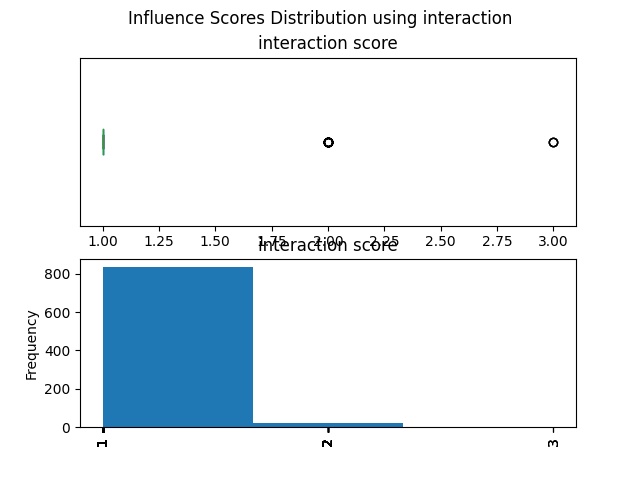 Influence Scores Distribution using interaction
interaction score
1.00 1.25 1.50 1.75 2.00 2.25 2.50 2.75 3.00
interaction score
Frequency
800
600
400
200
0
1 2 3